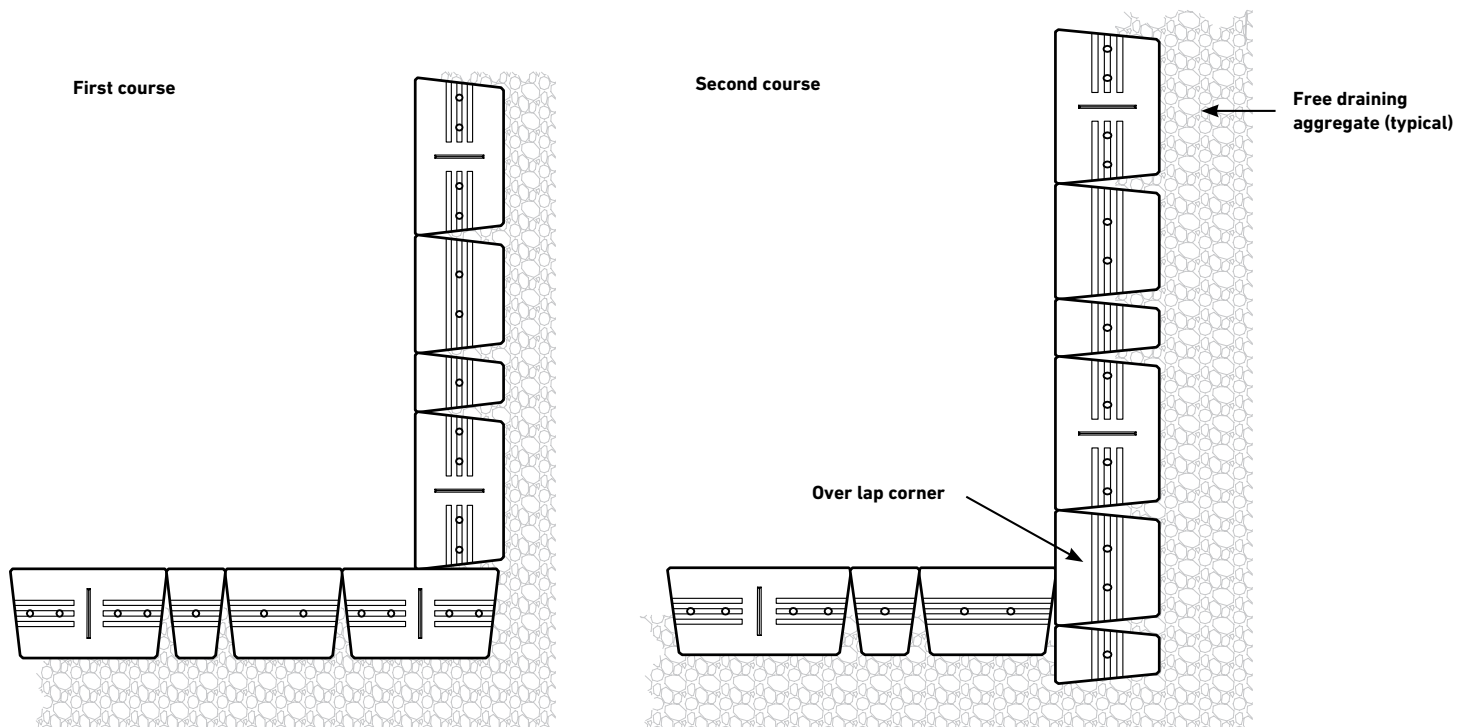 First course
Second course
Free draining
aggregate (typical)
Over lap corner